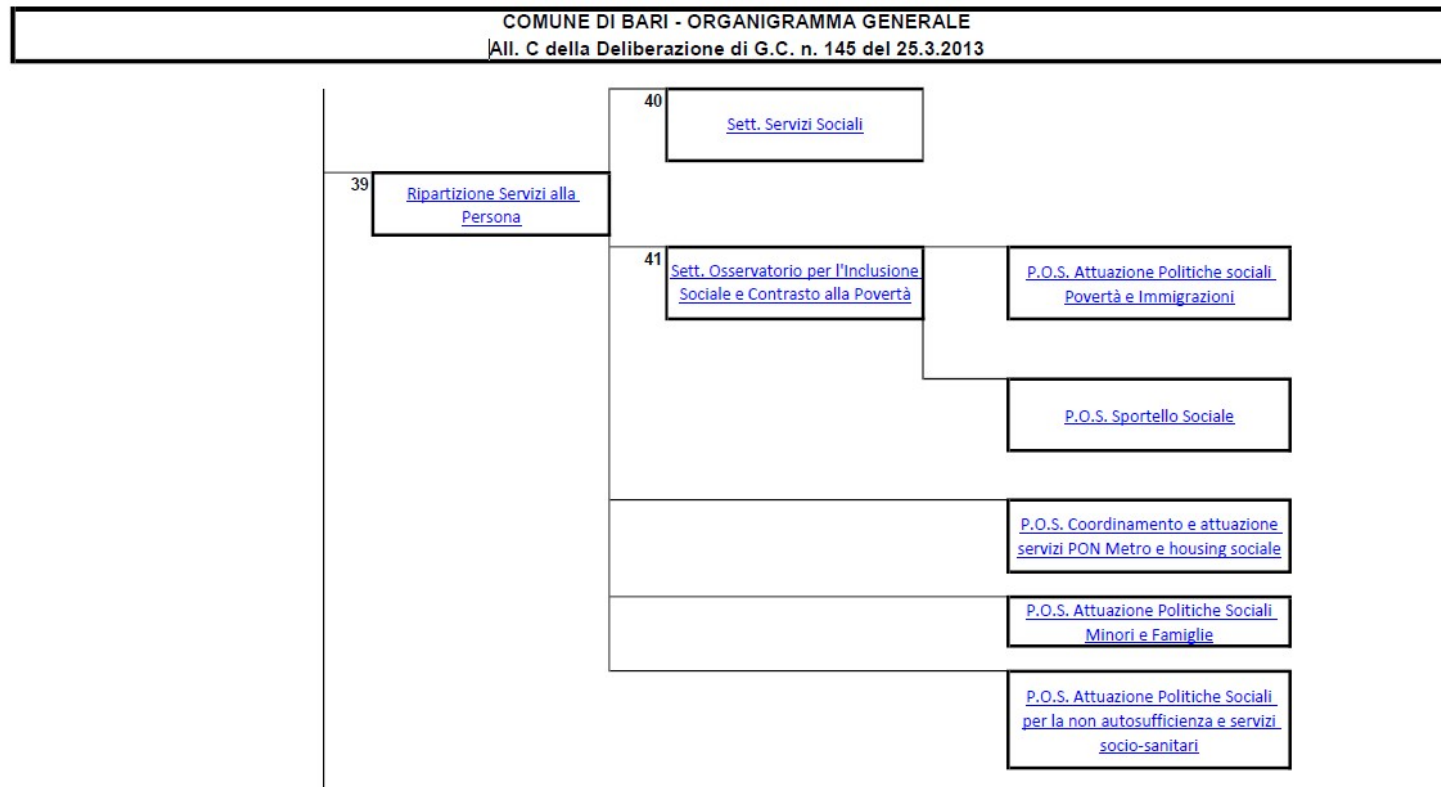 COMUNE DI BARI - ORGANIGRAMMA GENERALE
All. C della Deliberazione di G.C. n. 145 del 25.3.2013
40
Sett. Servizi Sociali
39
Ripartizione Servizi alla
Persona
41
Sett. Osservatorio per l'Inclusione
Sociale e Contrasto alla Povertà
P.O.S. Attuazione Politiche sociali
Povertà e Immigrazioni
P.O.S. Sportello Sociale
P.O.S. Coordinamento e attuazione
servizi PON Metro e housing sociale
P.O.S. Attuazione Politiche Sociali
Minori e Famiglie
P.O.S. Attuazione Politiche Sociali
per la non autosufficienza e servizi
socio-sanitari